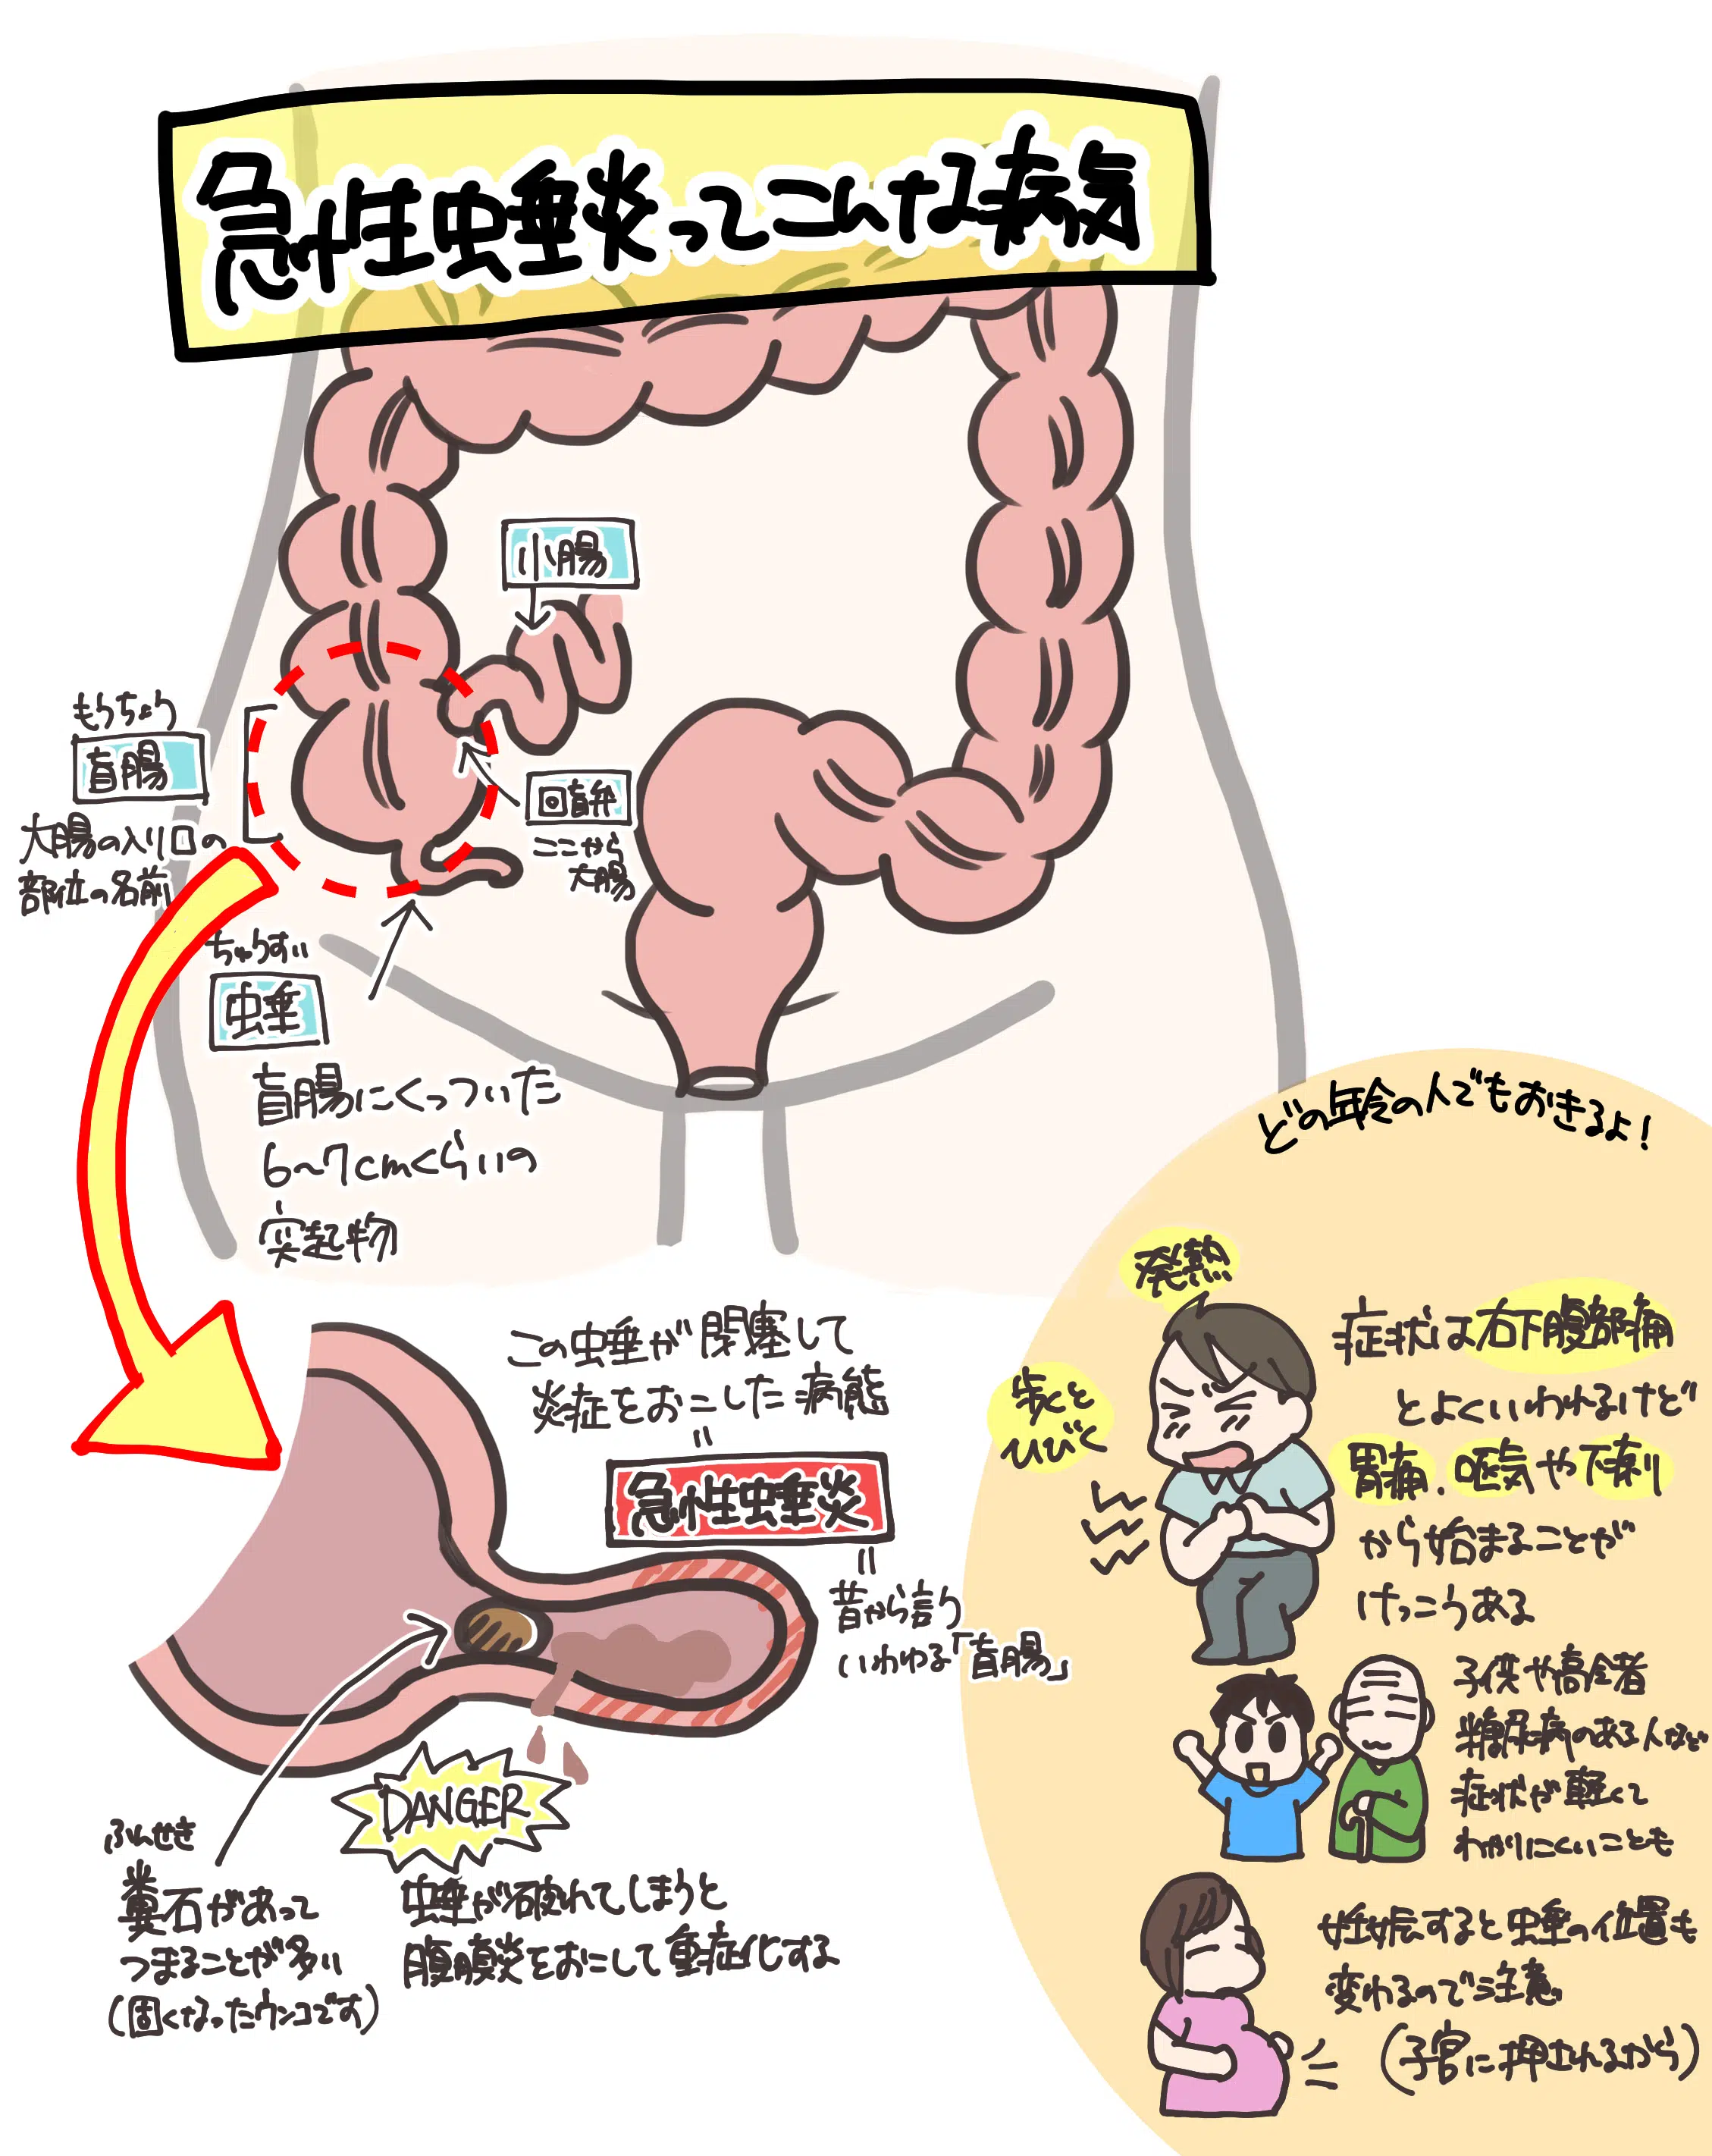 急性虫垂炎ってこんな病気
小腸
もうちょう
盲腸
大腸の入り口の
部位の名前
回盲弁
ここから
大腸
ちゅうすい
虫垂
盲腸にくっついた
6〜7cmくらいの
突起物
この虫垂が閉塞して
炎症をおこした病態
=
急性虫垂炎
=
昔から言う
いわゆる「盲腸」
ふんせき
糞石があって
つまることが多い
(固くなったウンコです)
DANGER
虫垂が破れてしまうと
腹膜炎をおこして重症化する
どの年令の人でもおきるよ!
発熱
歩くと
ひびく
症状は右下腹部痛
とよくいわれるけど
胃痛、嘔気や下痢
から始まることが
けっこうある
子供や高令者
糖尿病のある人など
症状が軽くて
わかりにくいことも
妊娠すると虫垂の位置も
変わるので注意
(子宮に押されるから)